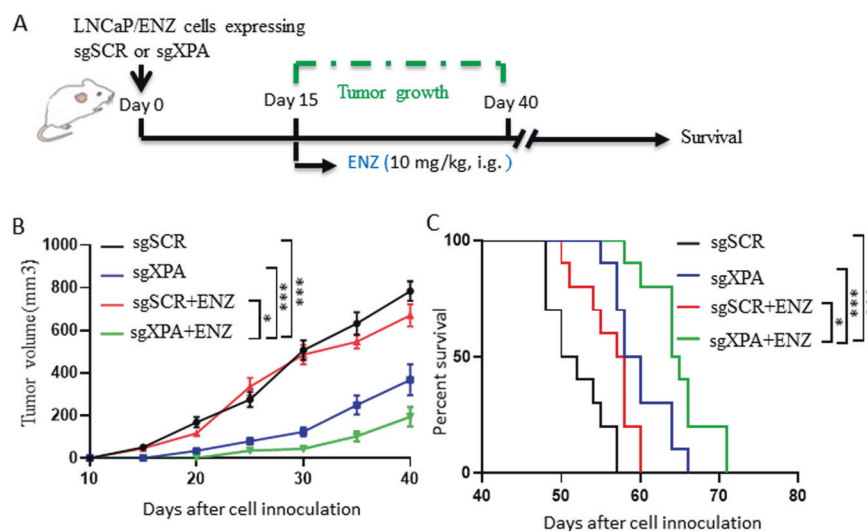 A
LNCaP/ENZ cells expressing
sgSCR or sgXPA
Day 0
Day 15
Tumor growth
Day 40
Survival
ENZ (10 mg/kg, i.g. )
B
Tumor volume(mm3)
1000
800
600
400
200
0
10
20
30
40
Days after cell innoculation
sgSCR
sgXPA
sgSCR+ENZ
sgXPA+ENZ
*
***
***
C
Percent survival
100
50
0
40
50
60
70
80
Days after cell innoculation
sgSCR
sgXPA
sgSCR+ENZ
sgXPA+ENZ
*
***